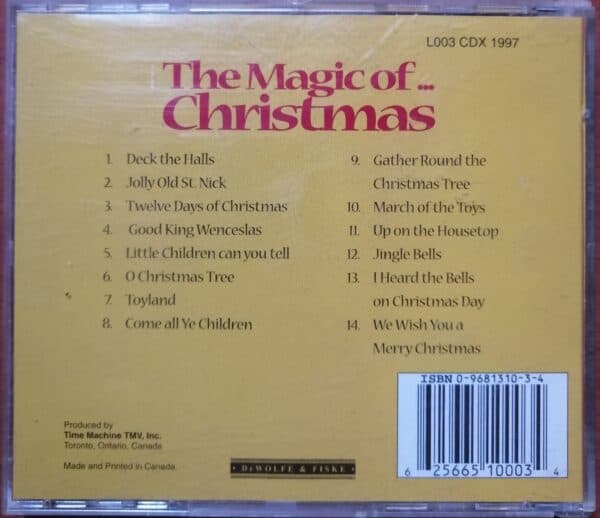 L003 CDX 1997
The Magic of...
Christmas
1. Deck the Halls
2. Jolly Old St. Nick
3. Twelve Days of Christmas
4. Good King Wenceslas
5. Little Children can you tell
6. O Christmas Tree
7. Toyland
8. Come all Ye Children
9. Gather Round the
Christmas Tree
10. March of the Toys
11. Up on the Housetop
12. Jingle Bells
13. I Heard the Bells
on Christmas Day
14. We Wish You a
Merry Christmas
ISBN 0-9681310-3-4
6 25665 10003 4
Produced by
Time Machine TMV, Inc.
Toronto, Ontario, Canada
Made and Printed in Canada.
· DeWOLFE & FISKE ·